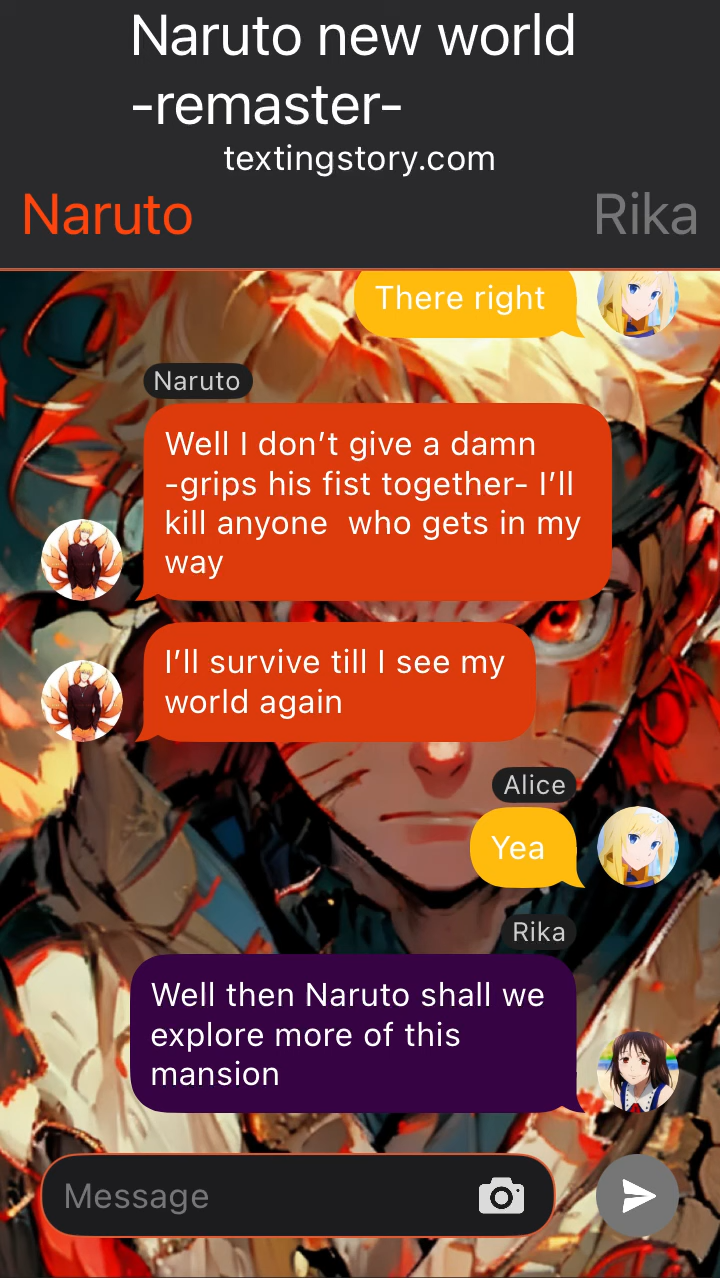 Naruto new world
-remaster-
textingstory.com
Naruto
Rika
There right
Naruto
Well I don’t give a damn
-grips his fist together- I’ll
kill anyone  who gets in my
way
I’ll survive till I see my
world again
Alice
Yea
Rika
Well then Naruto shall we
explore more of this
mansion
Message